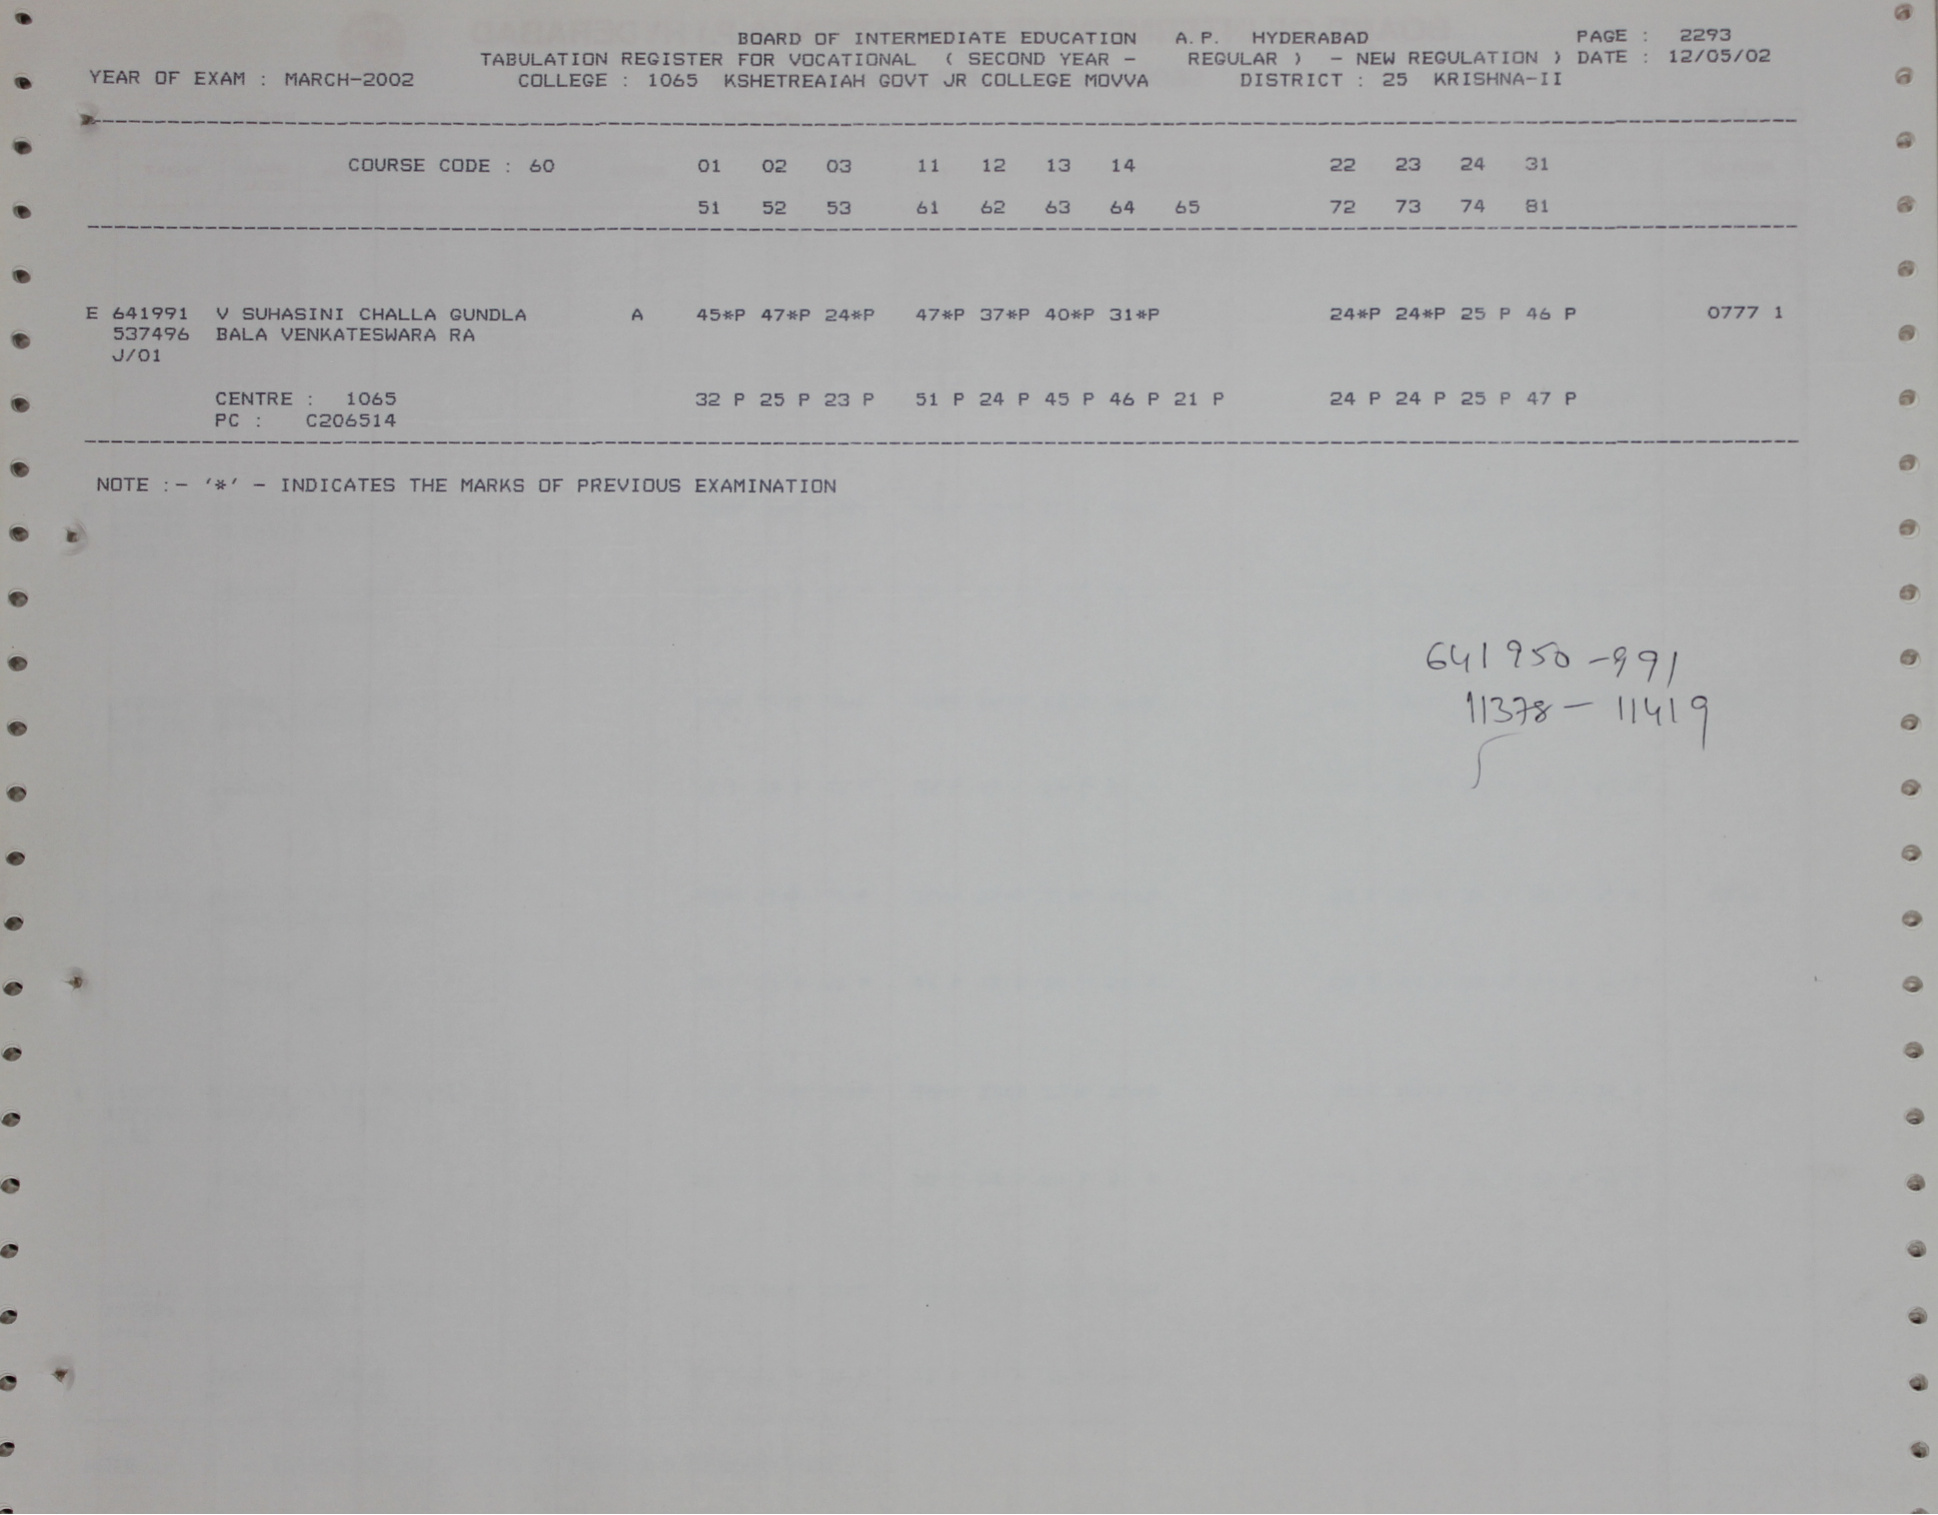 BOARD OF INTERMEDIATE EDUCATION A.P. HYDERABAD PAGE : 2293
TABULATION REGISTER FOR VOCATIONAL ( SECOND YEAR - REGULAR ) - NEW REGULATION ) DATE : 12/05/02
YEAR OF EXAM : MARCH-2002 COLLEGE : 1065 KSHETREAIAH GOVT JR COLLEGE MOVVA DISTRICT : 25 KRISHNA-II
COURSE CODE : 60 01 02 03 11 12 13 14 22 23 24 31
51 52 53 61 62 63 64 65 72 73 74 81
E 641991 V SUHASINI CHALLA GUNDLA A 45*P 47*P 24*P 47*P 37*P 40*P 31*P 24*P 24*P 25 P 46 P 0777 1
537496 BALA VENKATESWARA RA
J/01
CENTRE : 1065 32 P 25 P 23 P 51 P 24 P 45 P 46 P 21 P 24 P 24 P 25 P 47 P
PC : C206514
NOTE :- '*' - INDICATES THE MARKS OF PREVIOUS EXAMINATION
641950-991
11378 - 11419